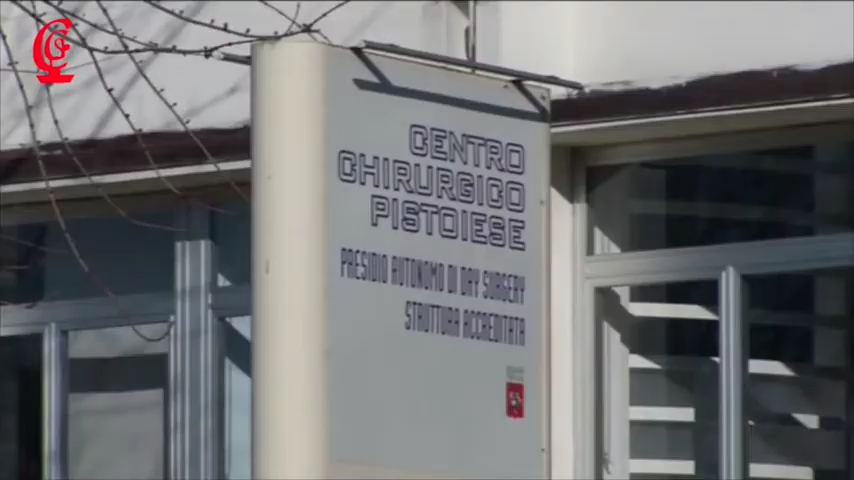 CENTRO
CHIRURGICO
PISTOIESE
PRESIDIO AUTONOMO DI DAY SURGERY
STRUTTURA ACCREDITATA